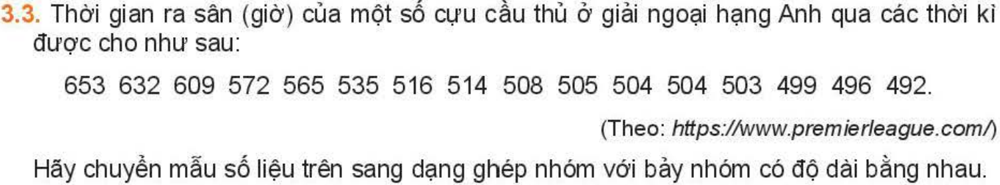 3.3. Thời gian ra sân (giờ) của một số cựu cầu thủ ở giải ngoại hạng Anh qua các thời kì
được cho như sau:
653 632 609 572 565 535 516 514 508 505 504 504 503 499 496 492.
(Theo: https://www.premierleague.com/)
Hãy chuyển mẫu số liệu trên sang dạng ghép nhóm với bảy nhóm có độ dài bằng nhau.